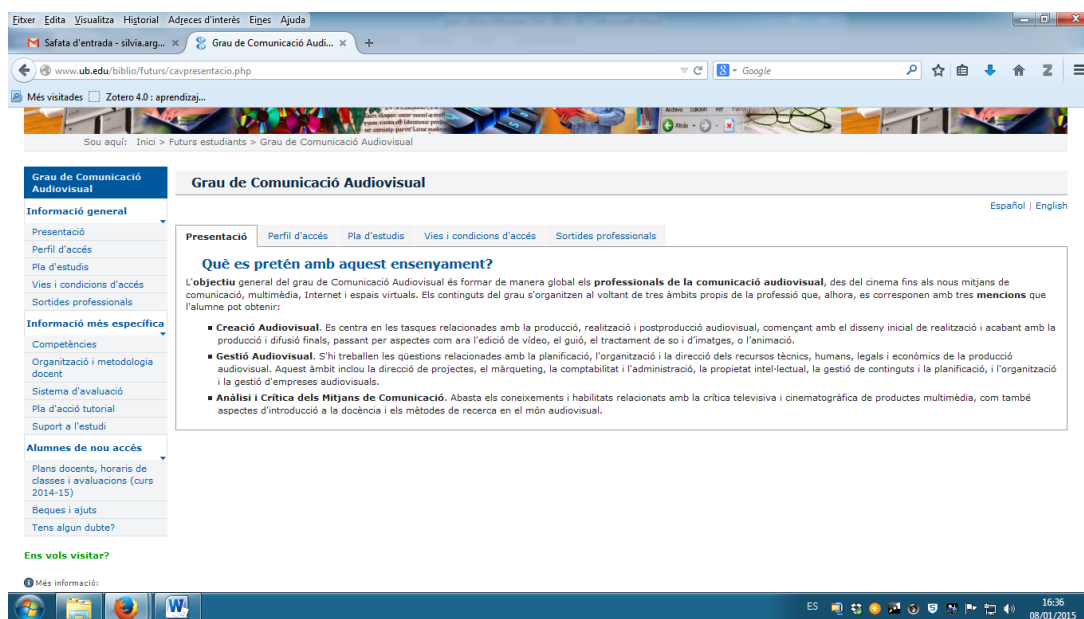 Fitxer Edita Visualitza Historial Adreces d'interès Eines Ajuda
Safata d'entrada - silvia.arg... × Grau de Comunicació Audi... × +
www.ub.edu/biblio/futurs/cavpresentacio.php Google
Més visitades Zotero 4.0 : aprendizaj...
Atrás
Sou aquí: Inici > Futurs estudiants > Grau de Comunicació Audiovisual
Grau de Comunicació
Audiovisual
Grau de Comunicació Audiovisual
Español | English
Informació general
Presentació
Perfil d'accés
Pla d'estudis
Vies i condicions d'accés
Sortides professionals
Informació més específica
Competències
Organització i metodologia
docent
Sistema d'avaluació
Pla d'acció tutorial
Suport a l'estudi
Alumnes de nou accés
Plans docents, horaris de
classes i avaluacions (curs
2014-15)
Beques i ajuts
Tens algun dubte?
Ens vols visitar?
Més informació:
Presentació Perfil d'accés Pla d'estudis Vies i condicions d'accés Sortides professionals
Què es pretén amb aquest ensenyament?
L'objectiu general del grau de Comunicació Audiovisual és formar de manera global els professionals de la comunicació audiovisual, des del cinema fins als nous mitjans de
comunicació, multimèdia, Internet i espais virtuals. Els continguts del grau s'organitzen al voltant de tres àmbits propis de la professió que, alhora, es corresponen amb tres mencions que
l'alumne pot obtenir:
Creació Audiovisual. Es centra en les tasques relacionades amb la producció, realització i postproducció audiovisual, començant amb el disseny inicial de realització i acabant amb la
producció i difusió finals, passant per aspectes com ara l'edició de vídeo, el guió, el tractament de so i d'imatges, o l'animació.
Gestió Audiovisual. S'hi treballen les qüestions relacionades amb la planificació, l'organització i la direcció dels recursos tècnics, humans, legals i econòmics de la producció
audiovisual. Aquest àmbit inclou la direcció de projectes, el màrqueting, la comptabilitat i l'administració, la propietat intel·lectual, la gestió de continguts i la planificació, i l'organització
i la gestió d'empreses audiovisuals.
Anàlisi i Crítica dels Mitjans de Comunicació. Abasta els coneixements i habilitats relacionats amb la crítica televisiva i cinematogràfica de productes multimèdia, com també
aspectes d'introducció a la docència i els mètodes de recerca en el món audiovisual.
ES
16:36
08/01/2015